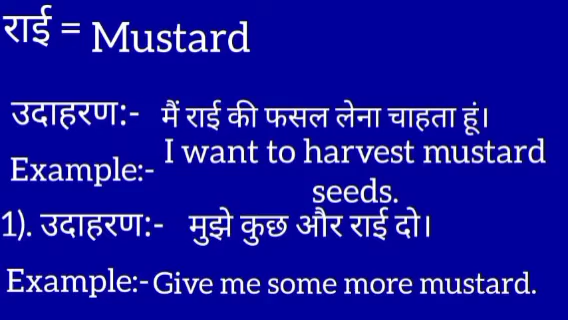 राई = Mustard
उदाहरण:- मैं राई की फसल लेना चाहता हूं।
Example:- I want to harvest mustard
seeds.
1). उदाहरण:- मुझे कुछ और राई दो।
Example:- Give me some more mustard.